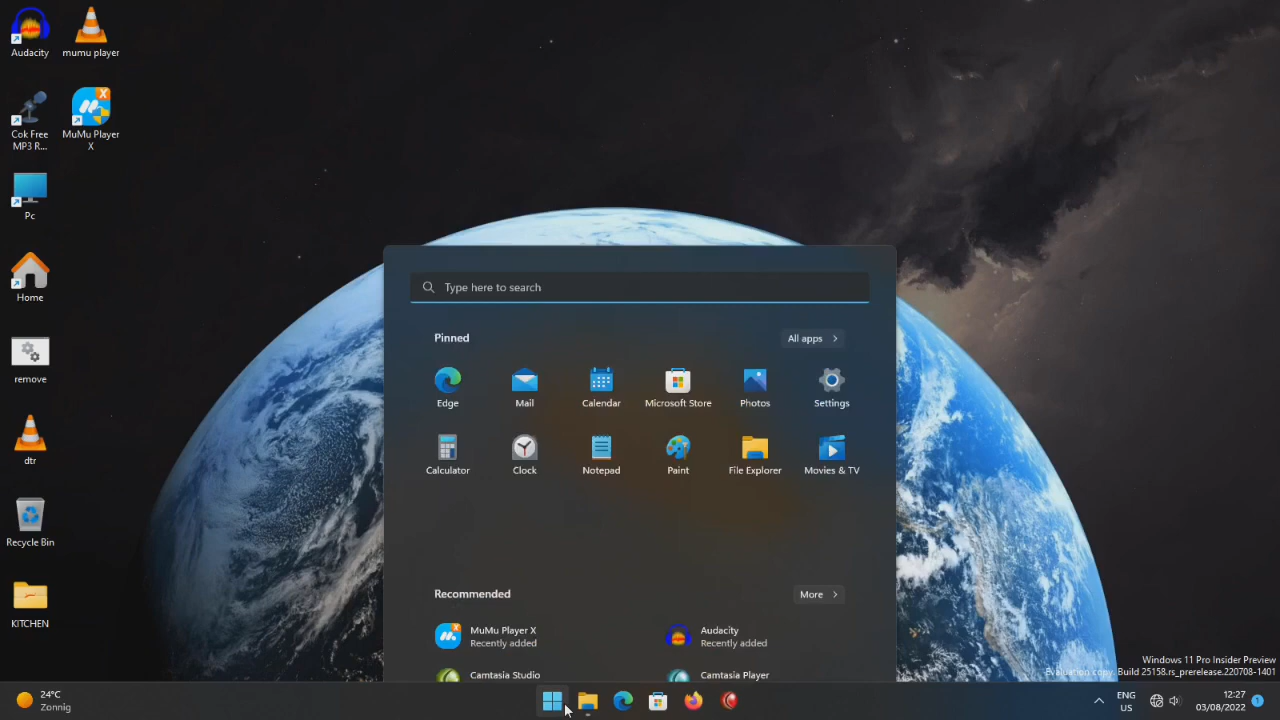 Audacity
mumu player
Cok Free
MP3 R...
MuMu Player
X
Pc
Home
remove
dtr
Recycle Bin
KITCHEN
Type here to search
Pinned
All apps
Edge
Mail
Calendar
Microsoft Store
Photos
Settings
Calculator
Clock
Notepad
Paint
File Explorer
Movies & TV
Recommended
More
MuMu Player X
Recently added
Audacity
Recently added
Camtasia Studio
Camtasia Player
Windows 11 Pro Insider Preview
Evaluation copy. Build 25158.rs_prerelease.220708-1401
24°C
Zonnig
ENG
US
12:27
03/08/2022
1